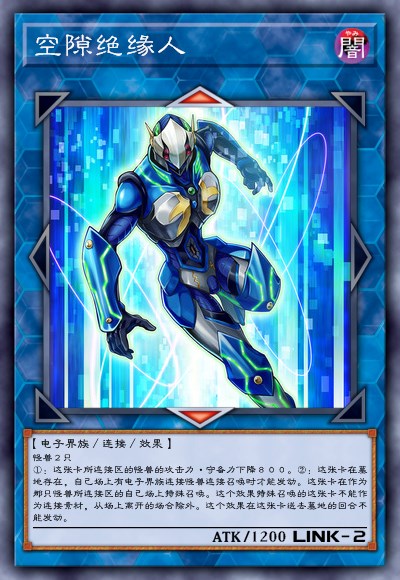 空隙绝缘人
やみ
闇
【电子界族／连接／效果】
怪兽２只
①：这张卡所连接区的怪兽的攻击力·守备力下降８００。②：这张卡在墓
地存在，自己场上有电子界族连接怪兽连接召唤时才能发动。这张卡在作为
那只怪兽所连接区的自己场上特殊召唤。这个效果特殊召唤的这张卡不能作
为连接素材，从场上离开的场合除外。这个效果在这张卡送去墓地的回合不
能发动。
ATK/1200 LINK-2